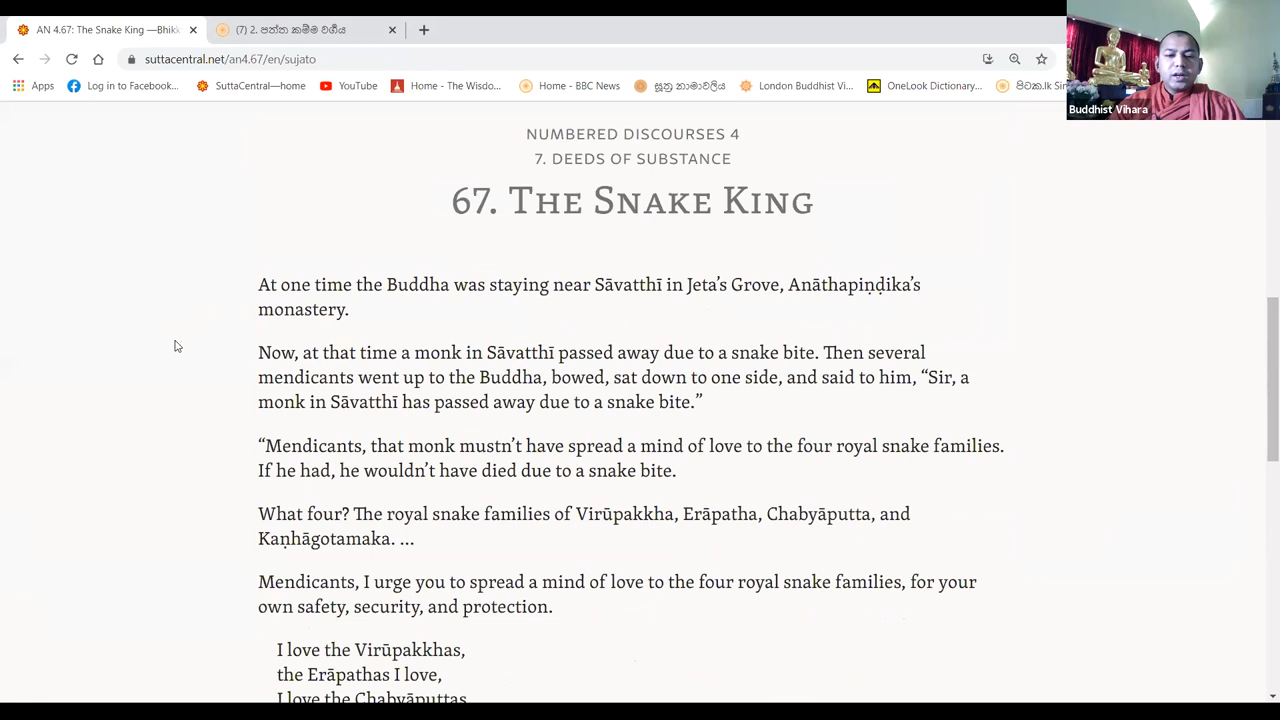 AN 4.67: The Snake King —Bhikk
(7) 2. පත්ත කම්ම වර්ගය
suttacentral.net/an4.67/en/sujato
Apps
Log in to Facebook...
SuttaCentral—home
YouTube
Home - The Wisdo...
Home - BBC News
සූත්‍ර නාමාවලිය
London Buddhist Vi...
OneLook Dictionary...
පිටක.lk Sin
Buddhist Vihara
NUMBERED DISCOURSES 4
7. DEEDS OF SUBSTANCE
67. The Snake King
At one time the Buddha was staying near Sāvatthī in Jeta’s Grove, Anāthapiṇḍika’s
monastery.
Now, at that time a monk in Sāvatthī passed away due to a snake bite. Then several
mendicants went up to the Buddha, bowed, sat down to one side, and said to him, “Sir, a
monk in Sāvatthī has passed away due to a snake bite.”
“Mendicants, that monk mustn’t have spread a mind of love to the four royal snake families.
If he had, he wouldn’t have died due to a snake bite.
What four? The royal snake families of Virūpakkha, Erāpatha, Chabyāputta, and
Kaṇhāgotamaka. …
Mendicants, I urge you to spread a mind of love to the four royal snake families, for your
own safety, security, and protection.
I love the Virūpakkhas,
the Erāpathas I love,
I love the Chabyāputtas